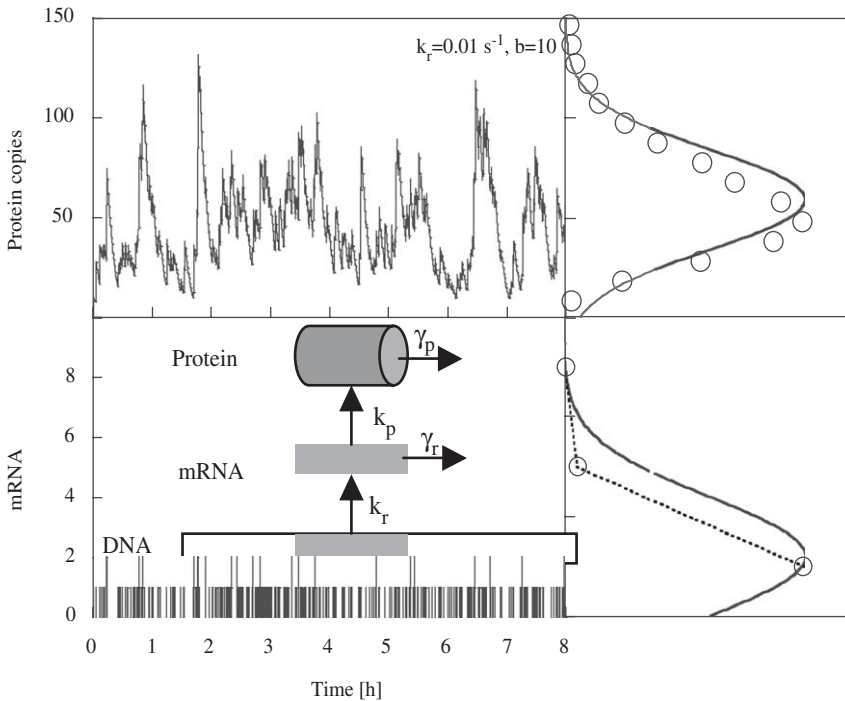 150
k_r=0.01 s⁻¹, b=10
100
50
Protein copies
Protein
γ_p
k_p
γ_r
mRNA
k_r
DNA
8
6
4
2
0
mRNA
0 1 2 3 4 5 6 7 8
Time [h]